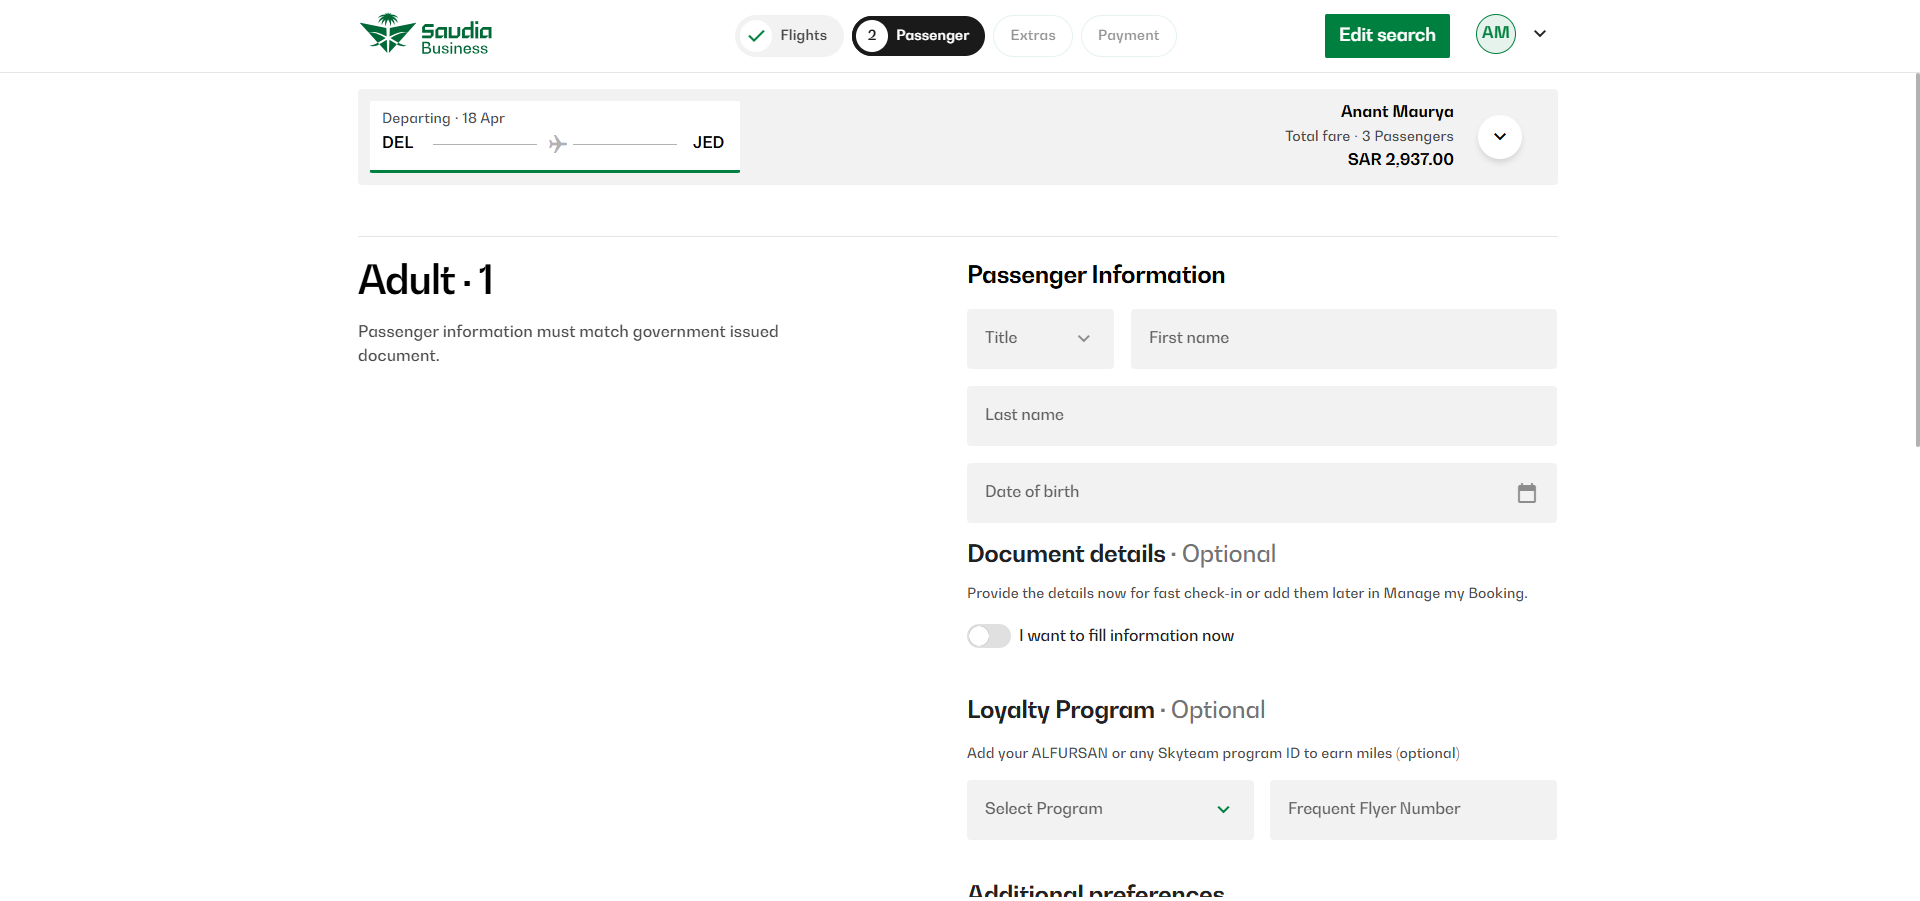 Saudia
Business
Flights
2 Passenger
Extras
Payment
Edit search
AM
Departing · 18 Apr
DEL
JED
Anant Maurya
Total fare · 3 Passengers
SAR 2,937.00
Adult · 1
Passenger information must match government issued
document.
Passenger Information
Title
First name
Last name
Date of birth
Document details · Optional
Provide the details now for fast check-in or add them later in Manage my Booking.
I want to fill information now
Loyalty Program · Optional
Add your ALFURSAN or any Skyteam program ID to earn miles (optional)
Select Program
Frequent Flyer Number
Additional preferences